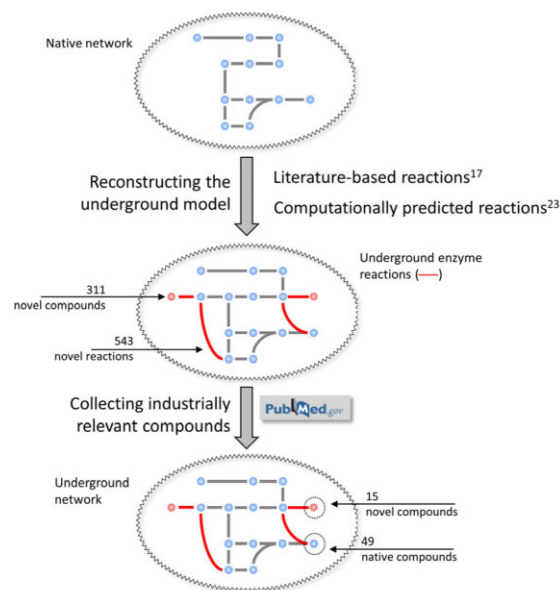 Native network
Reconstructing the
underground model
Literature-based reactions17
Computationally predicted reactions23
Underground enzyme
reactions (—)
311
novel compounds
543
novel reactions
Collecting industrially
relevant compounds
PubMed.gov
Underground
network
15
novel compounds
49
native compounds